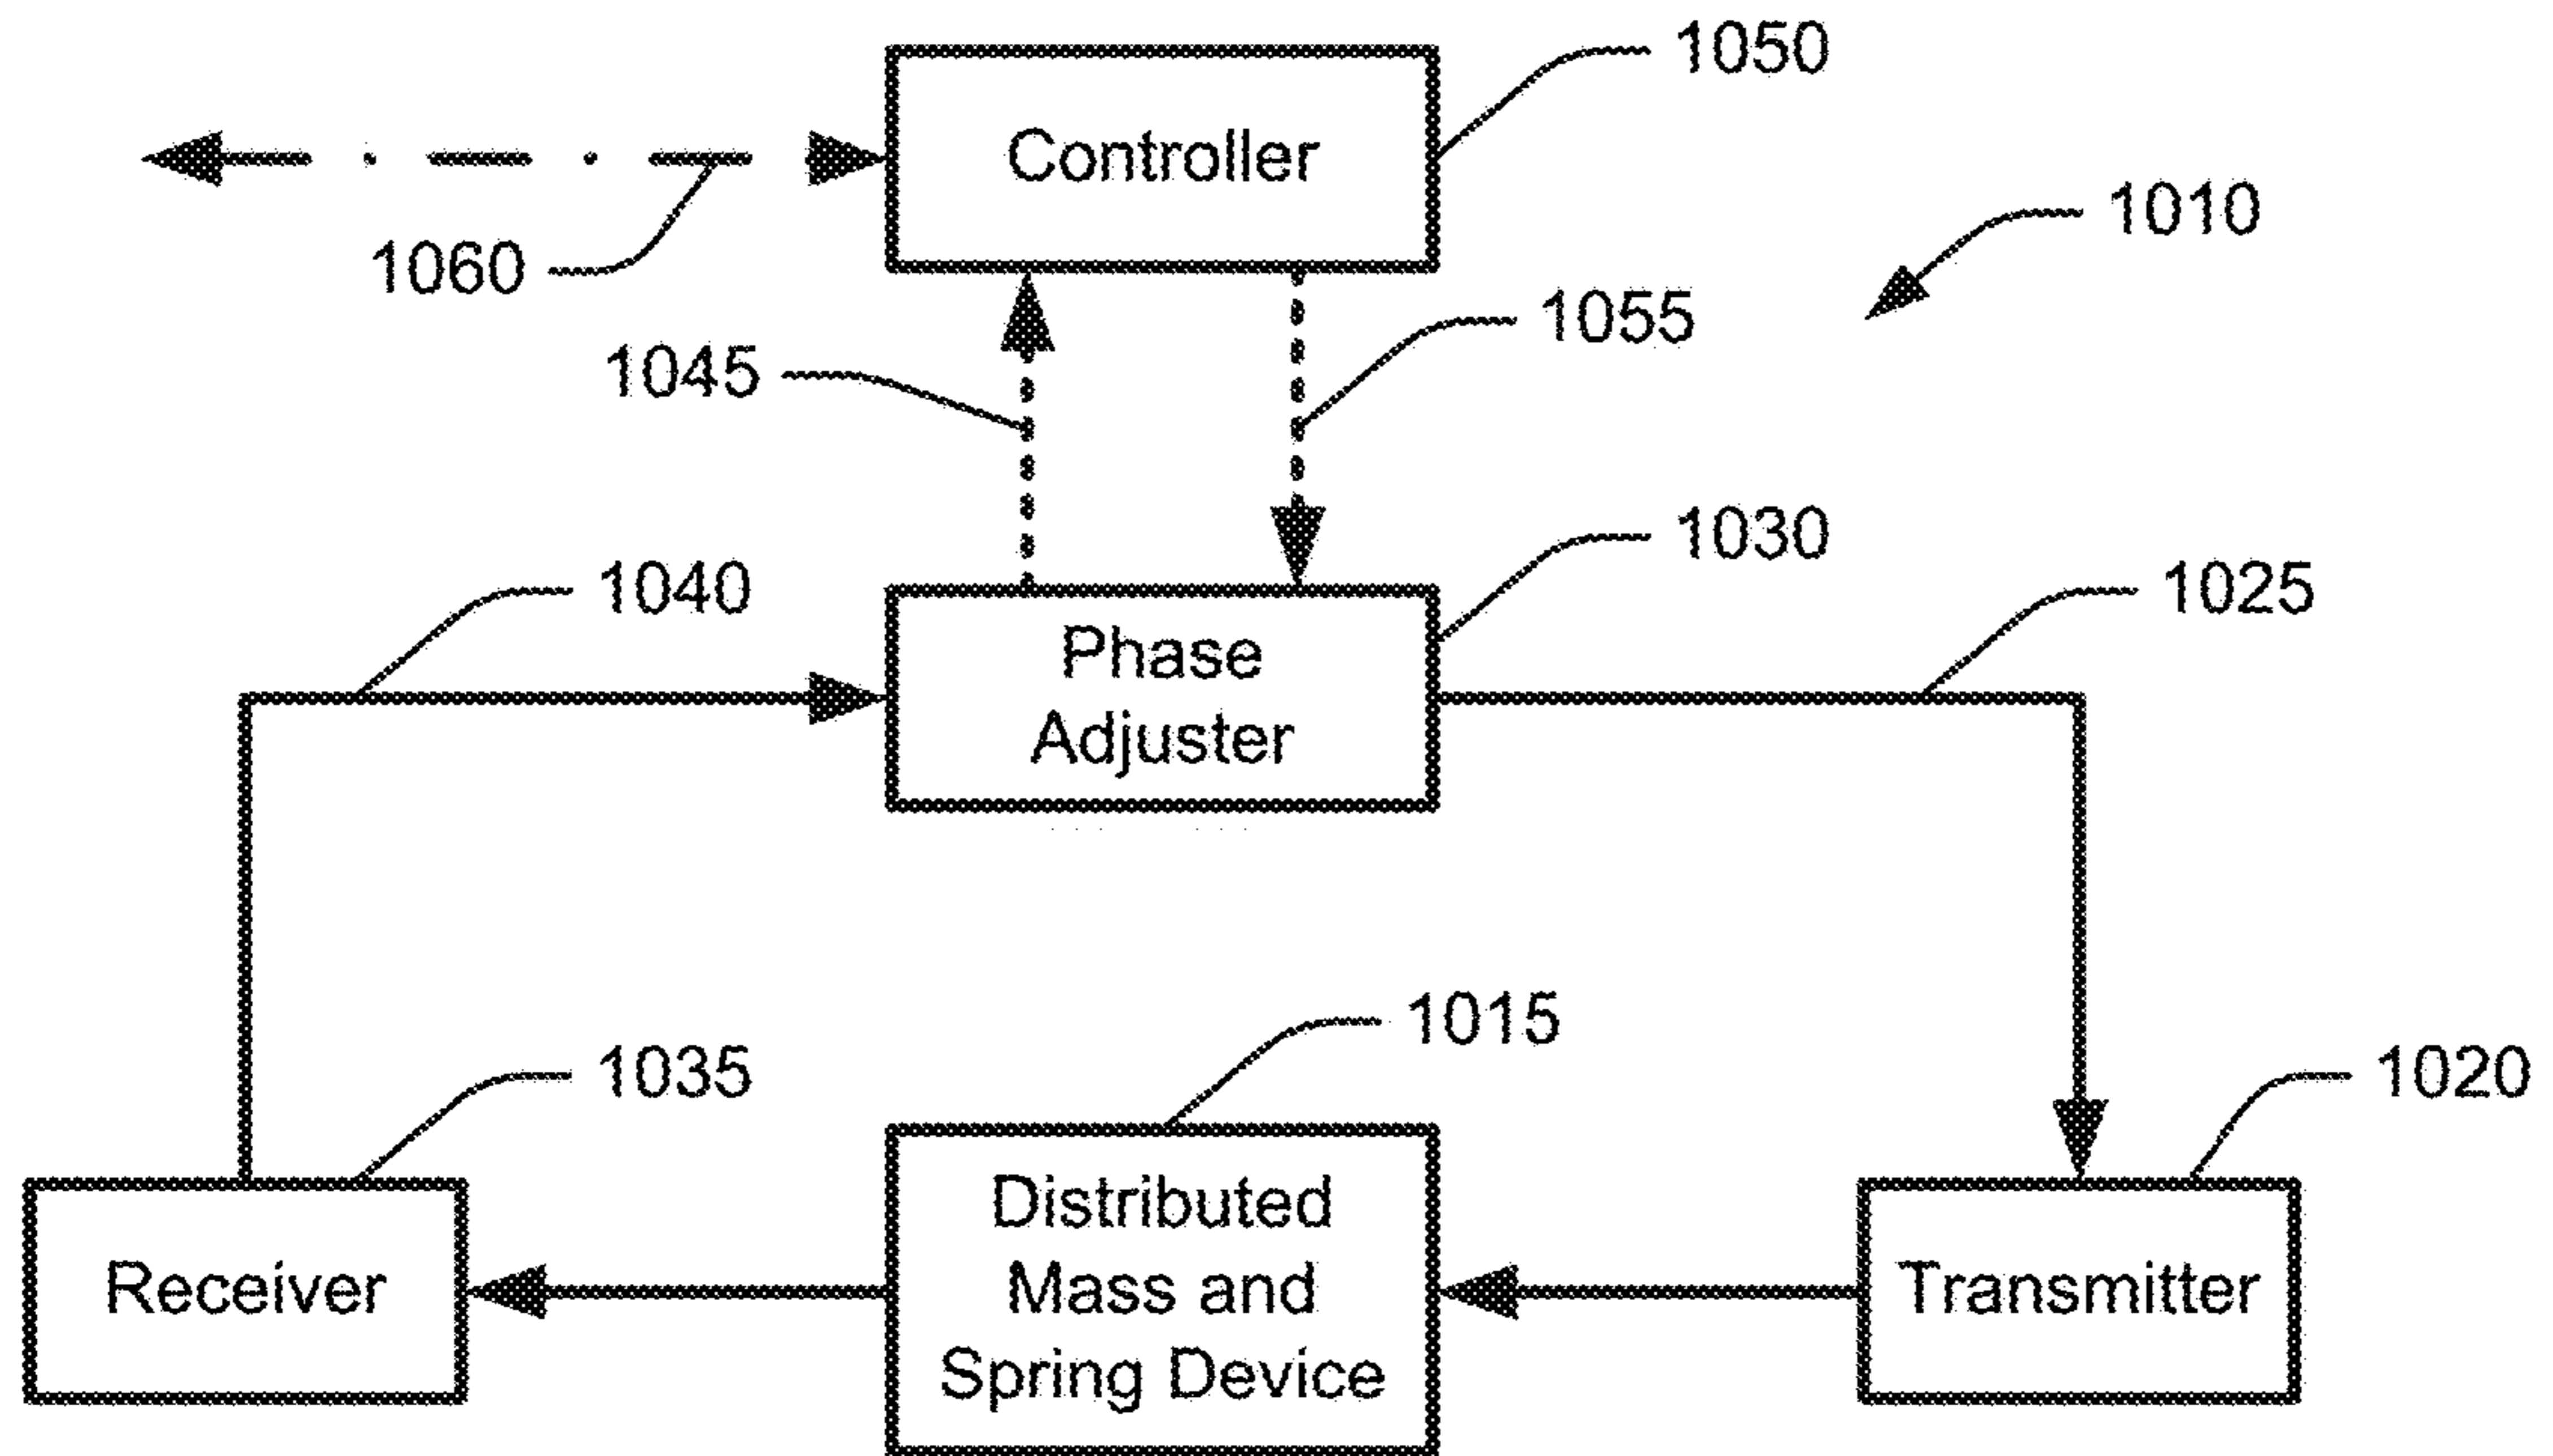 1050
Controller
1010
1060
1055
1045
1030
1040
1025
Phase
Adjuster
1015
1035
1020
Distributed
Mass and
Spring Device
Receiver
Transmitter